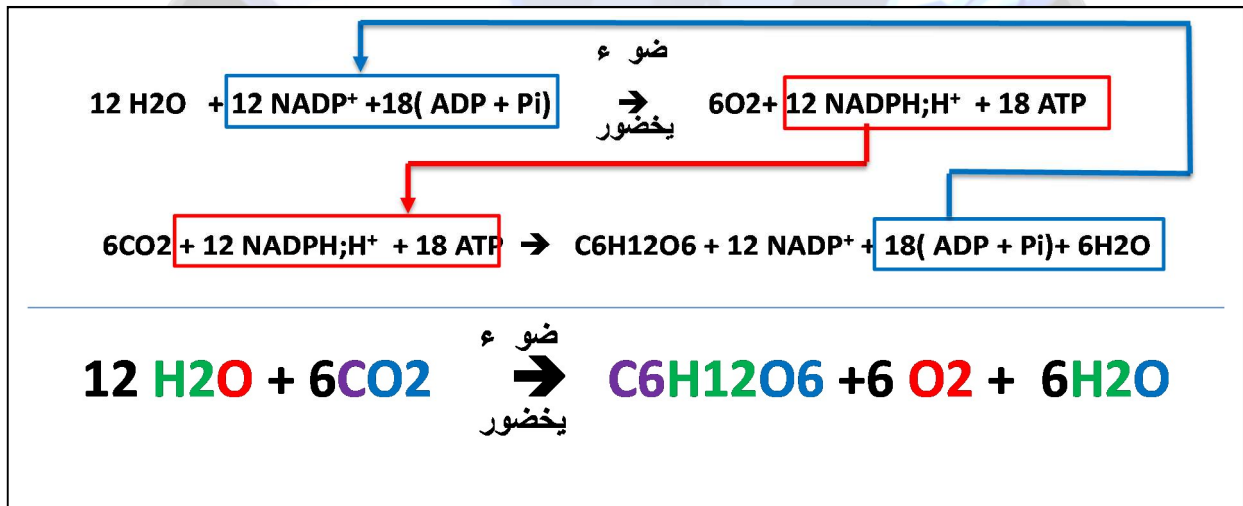 ضو ء
12 H2O + 12 NADP⁺ +18( ADP + Pi) ➔ 6O2+ 12 NADPH;H⁺ + 18 ATP
يخضور
6CO2 + 12 NADPH;H⁺ + 18 ATP ➔ C6H12O6 + 12 NADP⁺ + 18( ADP + Pi)+ 6H2O
ضو ء
12 H2O + 6CO2 ➔ C6H12O6 +6 O2 + 6H2O
يخضور